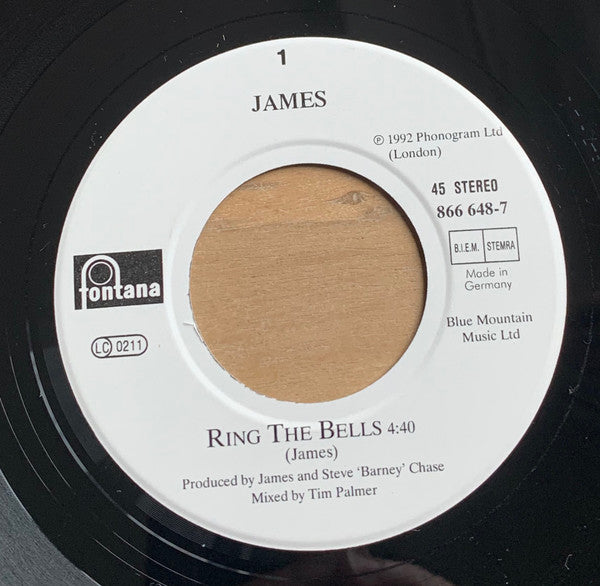 1
JAMES
℗ 1992 Phonogram Ltd
(London)
45 STEREO
866 648-7
B.I.E.M. STEMRA
Made in
Germany
fontana
Blue Mountain
Music Ltd
LC 0211
RING THE BELLS 4:40
(James)
Produced by James and Steve ‘Barney’ Chase
Mixed by Tim Palmer